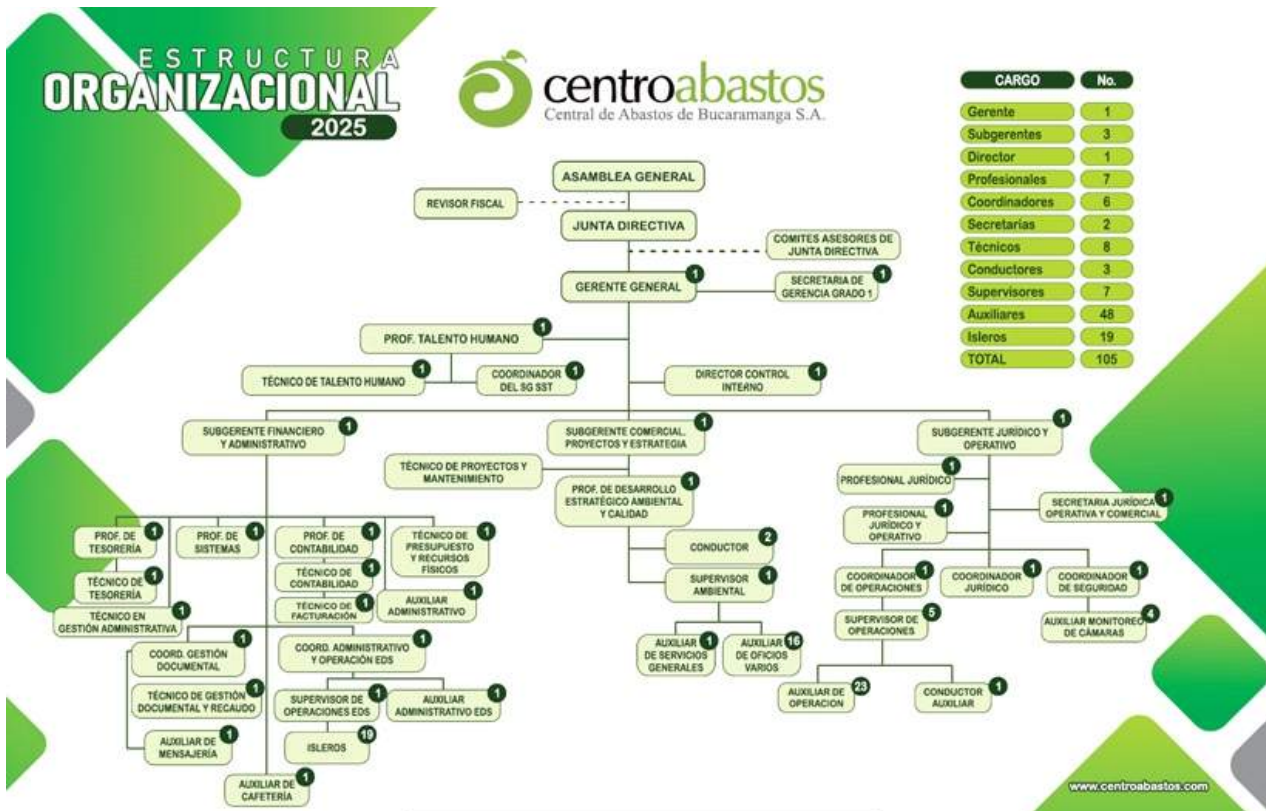 ESTRUCTURA
ORGANIZACIONAL
2025
centroabastos
Central de Abastos de Bucaramanga S.A.
CARGO No.
Gerente 1
Subgerentes 3
Director 1
Profesionales 7
Coordinadores 6
Secretarias 2
Técnicos 8
Conductores 3
Supervisores 7
Auxiliares 48
Isleros 19
TOTAL 105
ASAMBLEA GENERAL
REVISOR FISCAL
JUNTA DIRECTIVA
COMITES ASESORES DE
JUNTA DIRECTIVA
GERENTE GENERAL 1
SECRETARIA DE 1
GERENCIA GRADO 1
PROF. TALENTO HUMANO 1
TÉCNICO DE TALENTO HUMANO 1
COORDINADOR 1
DEL SG SST
DIRECTOR CONTROL 1
INTERNO
SUBGERENTE FINANCIERO 1
Y ADMINISTRATIVO
SUBGERENTE COMERCIAL, 1
PROYECTOS Y ESTRATEGIA
SUBGERENTE JURÍDICO Y 1
OPERATIVO
TÉCNICO DE PROYECTOS Y
MANTENIMIENTO
PROF. DE DESARROLLO 1
ESTRATÉGICO AMBIENTAL
Y CALIDAD
PROFESIONAL JURÍDICO 1
PROFESIONAL 1
JURÍDICO Y
OPERATIVO
SECRETARIA JURÍDICA 1
OPERATIVA Y COMERCIAL
PROF. DE 1
TESORERÍA
PROF. DE 1
SISTEMAS
PROF. DE 1
CONTABILIDAD
TÉCNICO DE 1
PRESUPUESTO
Y RECURSOS
FÍSICOS
TÉCNICO DE 1
TESORERÍA
TÉCNICO DE 1
CONTABILIDAD
TÉCNICO EN 1
GESTIÓN ADMINISTRATIVA
TÉCNICO DE 1
FACTURACIÓN
AUXILIAR 1
ADMINISTRATIVO
CONDUCTOR 2
SUPERVISOR 1
AMBIENTAL
COORDINADOR 1
DE OPERACIONES
COORDINADOR 1
JURÍDICO
COORDINADOR 1
DE SEGURIDAD
SUPERVISOR DE 5
OPERACIONES
AUXILIAR MONITOREO 4
DE CÁMARAS
COORD. GESTIÓN 1
DOCUMENTAL
COORD. ADMINISTRATIVO 1
Y OPERACIÓN EDS
AUXILIAR 1
DE SERVICIOS
GENERALES
AUXILIAR 16
DE OFICIOS
VARIOS
TÉCNICO DE GESTIÓN 1
DOCUMENTAL Y RECAUDO
SUPERVISOR DE 1
OPERACIONES EDS
AUXILIAR 1
ADMINISTRATIVO EDS
AUXILIAR DE 23
OPERACION
CONDUCTOR 1
AUXILIAR
AUXILIAR DE 1
MENSAJERÍA
ISLEROS 19
AUXILIAR DE 1
CAFETERÍA
www.centroabastos.com